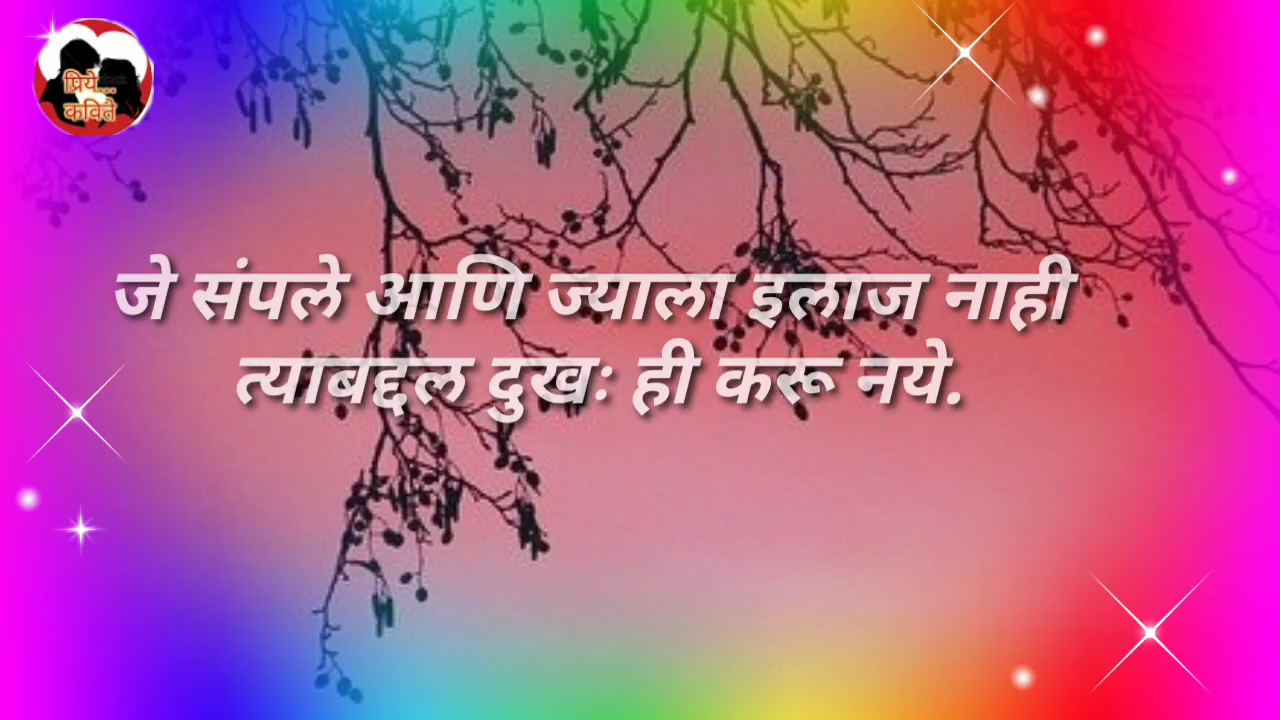 प्रिये...
कविते
जे संपले आणि ज्याला इलाज नाही
त्याबद्दल दुखः ही करू नये.